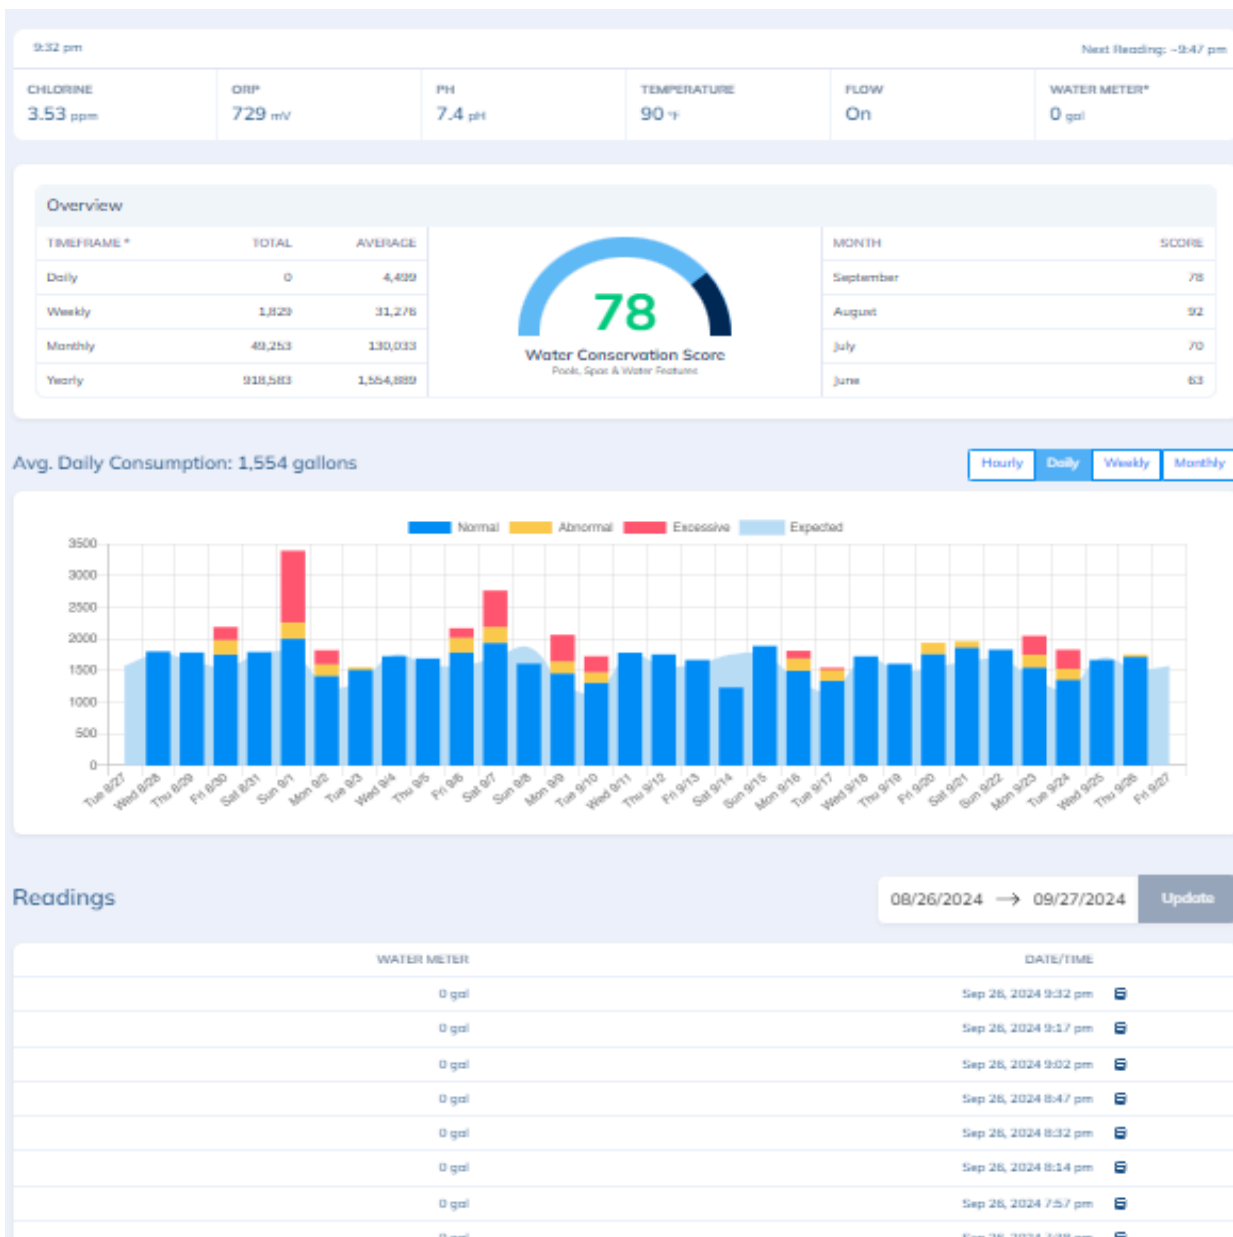 9:32 pm Next Reading: ~9:47 pm
CHLORINE ORP PH TEMPERATURE FLOW WATER METER*
3.53 ppm 729 mV 7.4 pH 90 °F On 0 gal
Overview
TIMEFRAME * TOTAL AVERAGE MONTH SCORE
Daily 0 4,499 September 78
Weekly 1,829 31,276 August 92
Monthly 49,253 130,033 July 70
Yearly 918,583 1,554,889 June 63
78
Water Conservation Score
Pools, Spas & Water Features
Avg. Daily Consumption: 1,554 gallons Hourly Daily Weekly Monthly
Normal Abnormal Excessive Expected
3500
3000
2500
2000
1500
1000
500
0
Tue 8/27 Wed 8/28 Thu 8/29 Fri 8/30 Sat 8/31 Sun 9/1 Mon 9/2 Tue 9/3 Wed 9/4 Thu 9/5 Fri 9/6 Sat 9/7 Sun 9/8 Mon 9/9 Tue 9/10 Wed 9/11 Thu 9/12 Fri 9/13 Sat 9/14 Sun 9/15 Mon 9/16 Tue 9/17 Wed 9/18 Thu 9/19 Fri 9/20 Sat 9/21 Sun 9/22 Mon 9/23 Tue 9/24 Wed 9/25 Thu 9/26 Fri 9/27
Readings 08/26/2024 → 09/27/2024 Update
WATER METER DATE/TIME
0 gal Sep 26, 2024 9:32 pm
0 gal Sep 26, 2024 9:17 pm
0 gal Sep 26, 2024 9:02 pm
0 gal Sep 26, 2024 8:47 pm
0 gal Sep 26, 2024 8:32 pm
0 gal Sep 26, 2024 8:14 pm
0 gal Sep 26, 2024 7:57 pm